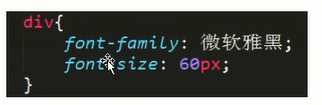 div{
font-family: 微软雅黑;
font-size: 60px;
}